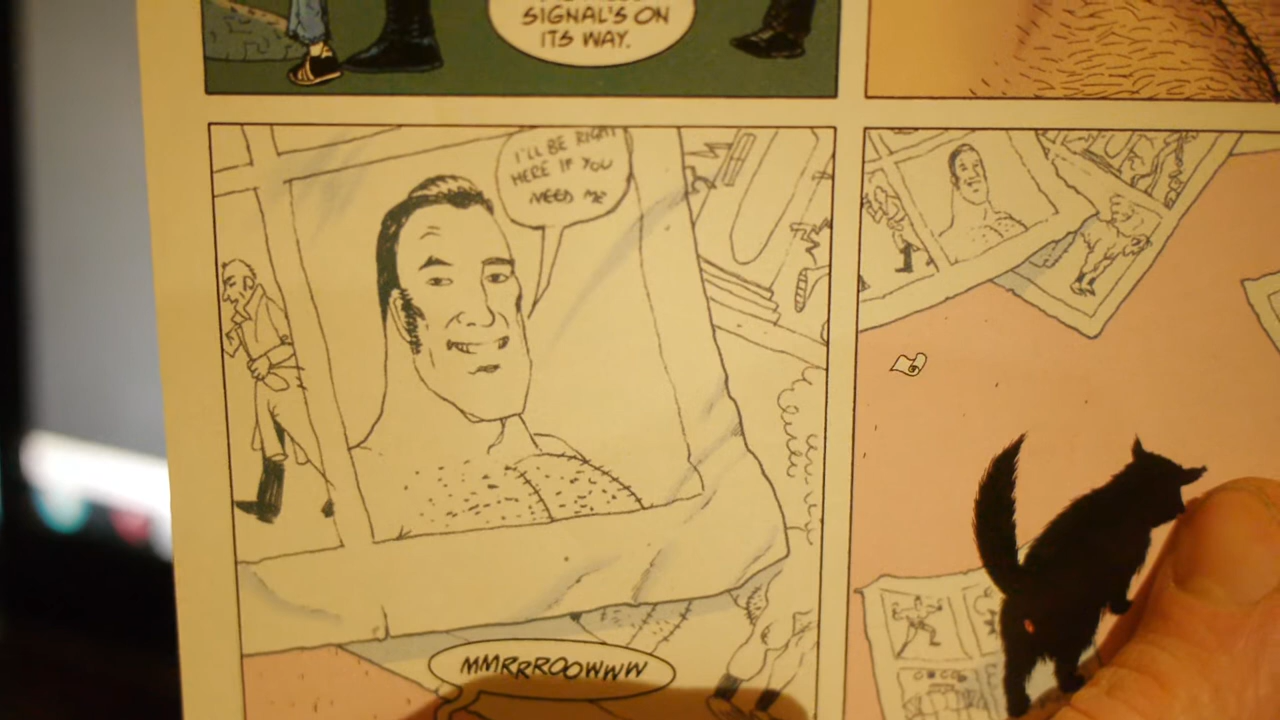 SIGNAL'S ON
ITS WAY.
I'LL BE RIGHT
HERE IF YOU
NEED ME
MMRRROOWWW